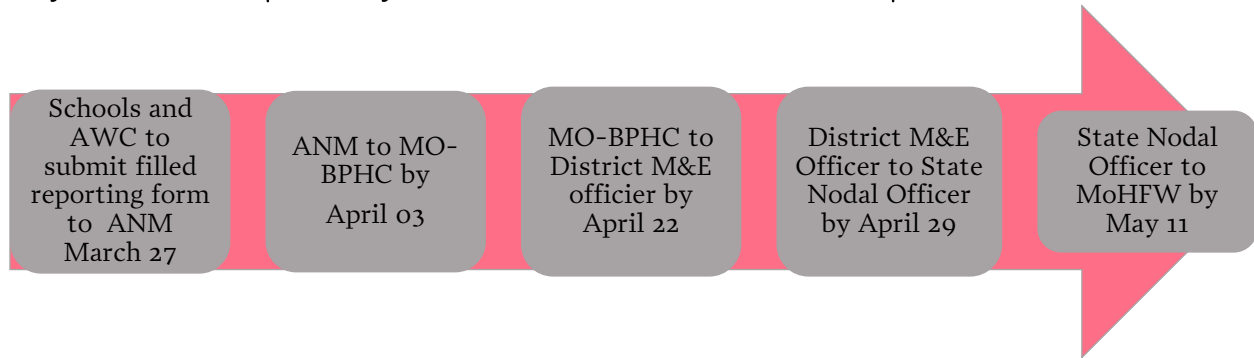 Schools and
AWC to
submit filled
reporting form
to ANM
March 27
ANM to MO-
BPHC by
April 03
MO-BPHC to
District M&E
officier by
April 22
District M&E
Officer to State
Nodal Officer
by April 29
State Nodal
Officer to
MoHFW by
May 11